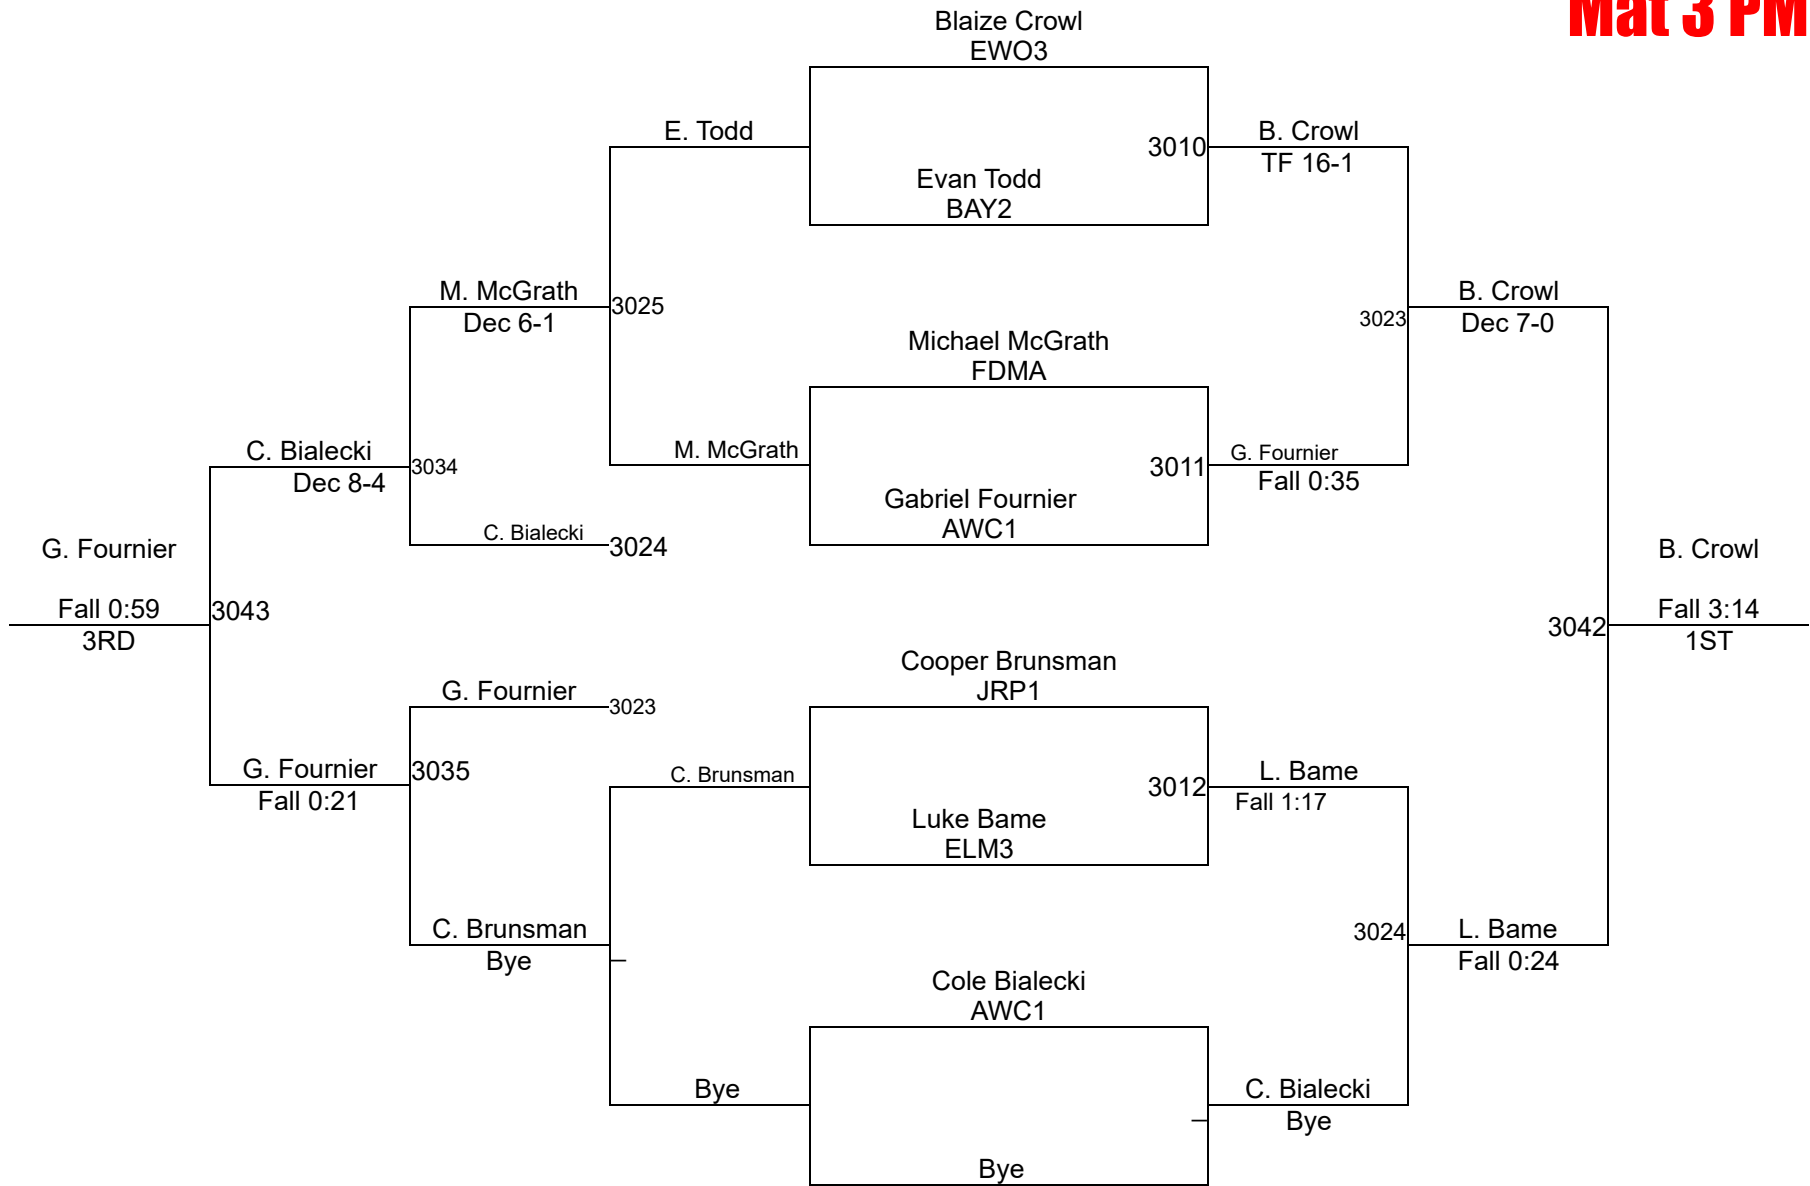 Mat 3 PM
Blaize Crowl
EWO3
E. Todd
3010
B. Crowl
TF 16-1
Evan Todd
BAY2
M. McGrath
Dec 6-1
3025
B. Crowl
Dec 7-0
3023
Michael McGrath
FDMA
C. Bialecki
Dec 8-4
3034
M. McGrath
3011
G. Fournier
Fall 0:35
Gabriel Fournier
AWC1
C. Bialecki
3024
G. Fournier
Fall 0:59
3RD
3043
B. Crowl
Fall 3:14
1ST
3042
Cooper Brunsman
JRP1
G. Fournier
3023
G. Fournier
Fall 0:21
3035
C. Brunsman
3012
L. Bame
Fall 1:17
Luke Bame
ELM3
C. Brunsman
Bye
3024
L. Bame
Fall 0:24
Cole Bialecki
AWC1
Bye
C. Bialecki
Bye
Bye